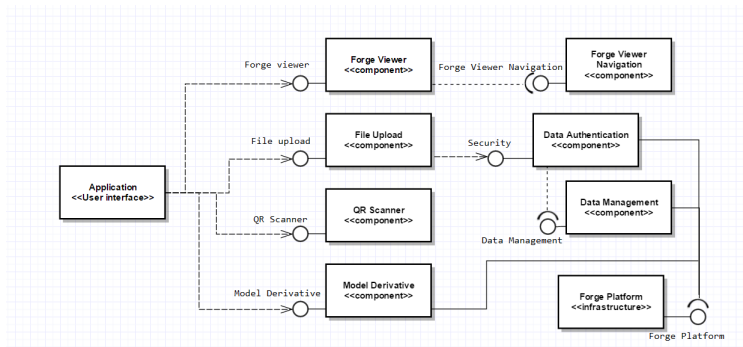 Forge viewer
Forge Viewer
<<component>>
Forge Viewer Navigation
Forge Viewer
Navigation
<<component>>
File upload
File Upload
<<component>>
Security
Data Authentication
<<component>>
Application
<<User interface>>
QR Scanner
QR Scanner
<<component>>
Data Management
<<component>>
Data Management
Model Derivative
Model Derivative
<<component>>
Forge Platform
<<infrastructure>>
Forge Platform